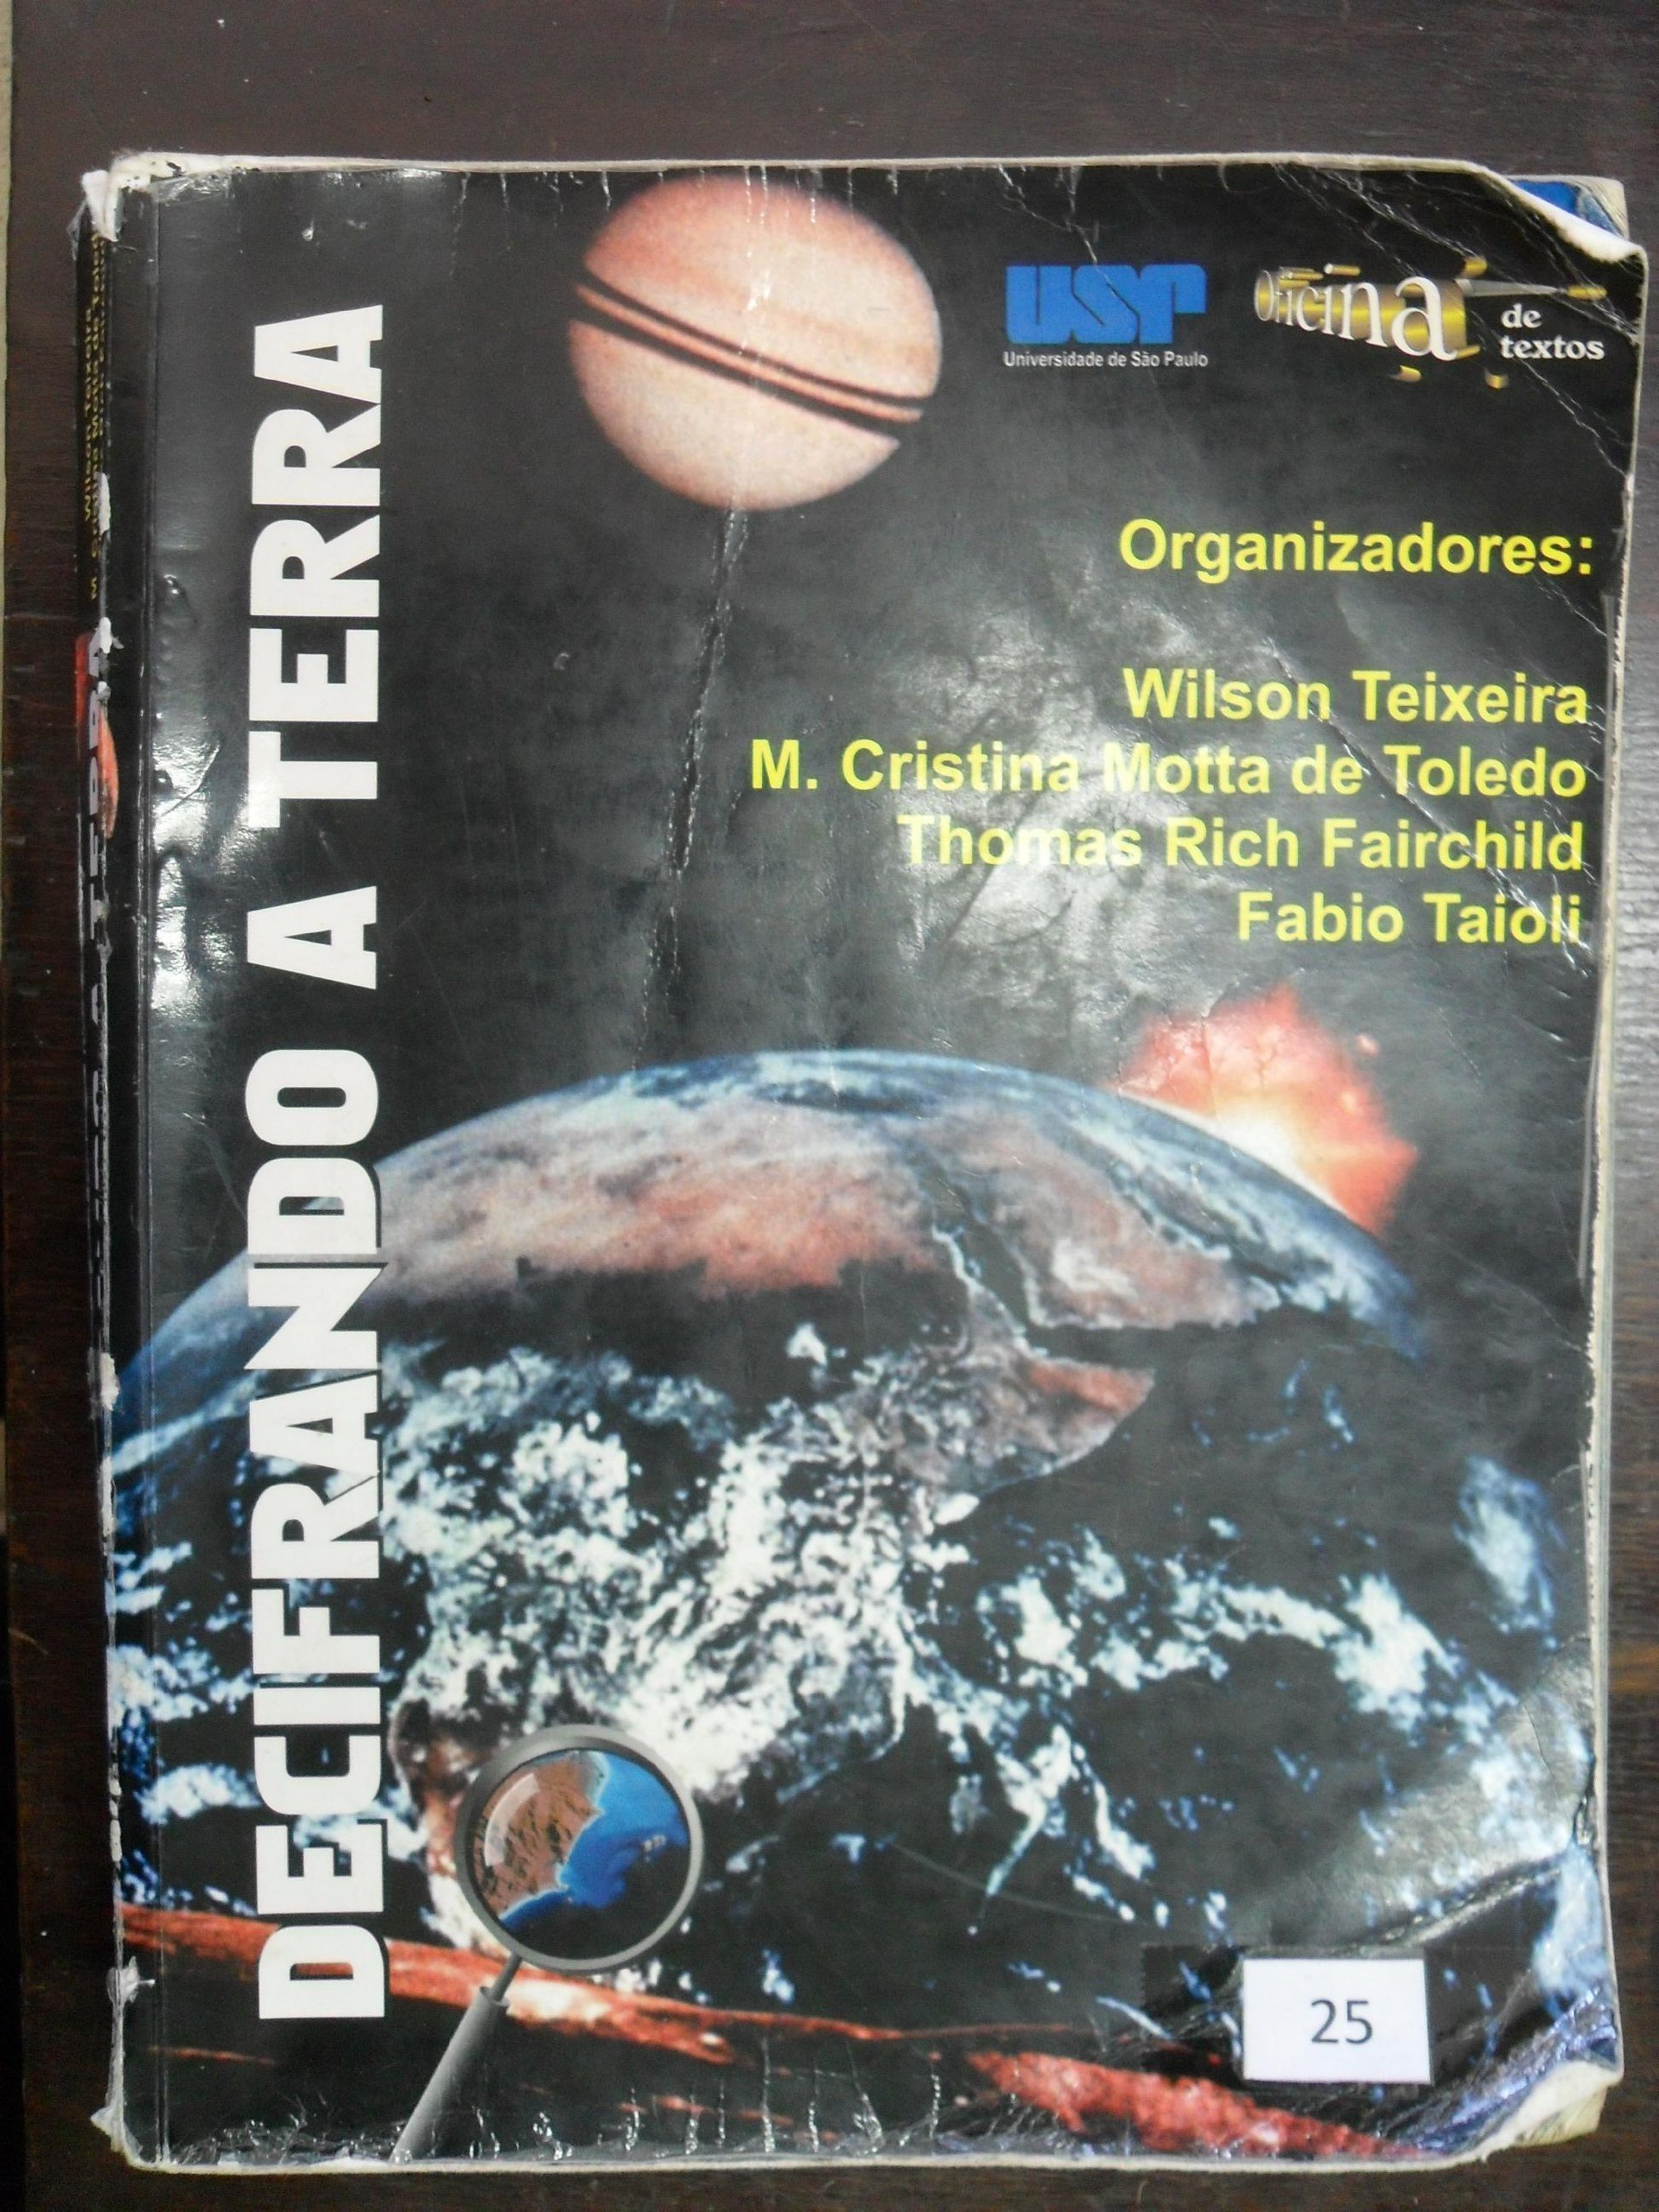 DECIFRANDO A TERRA
USP
Universidade de São Paulo
Oficina
de
textos
Organizadores:
Wilson Teixeira
M. Cristina Motta de Toledo
Thomas Rich Fairchild
Fabio Taioli
25